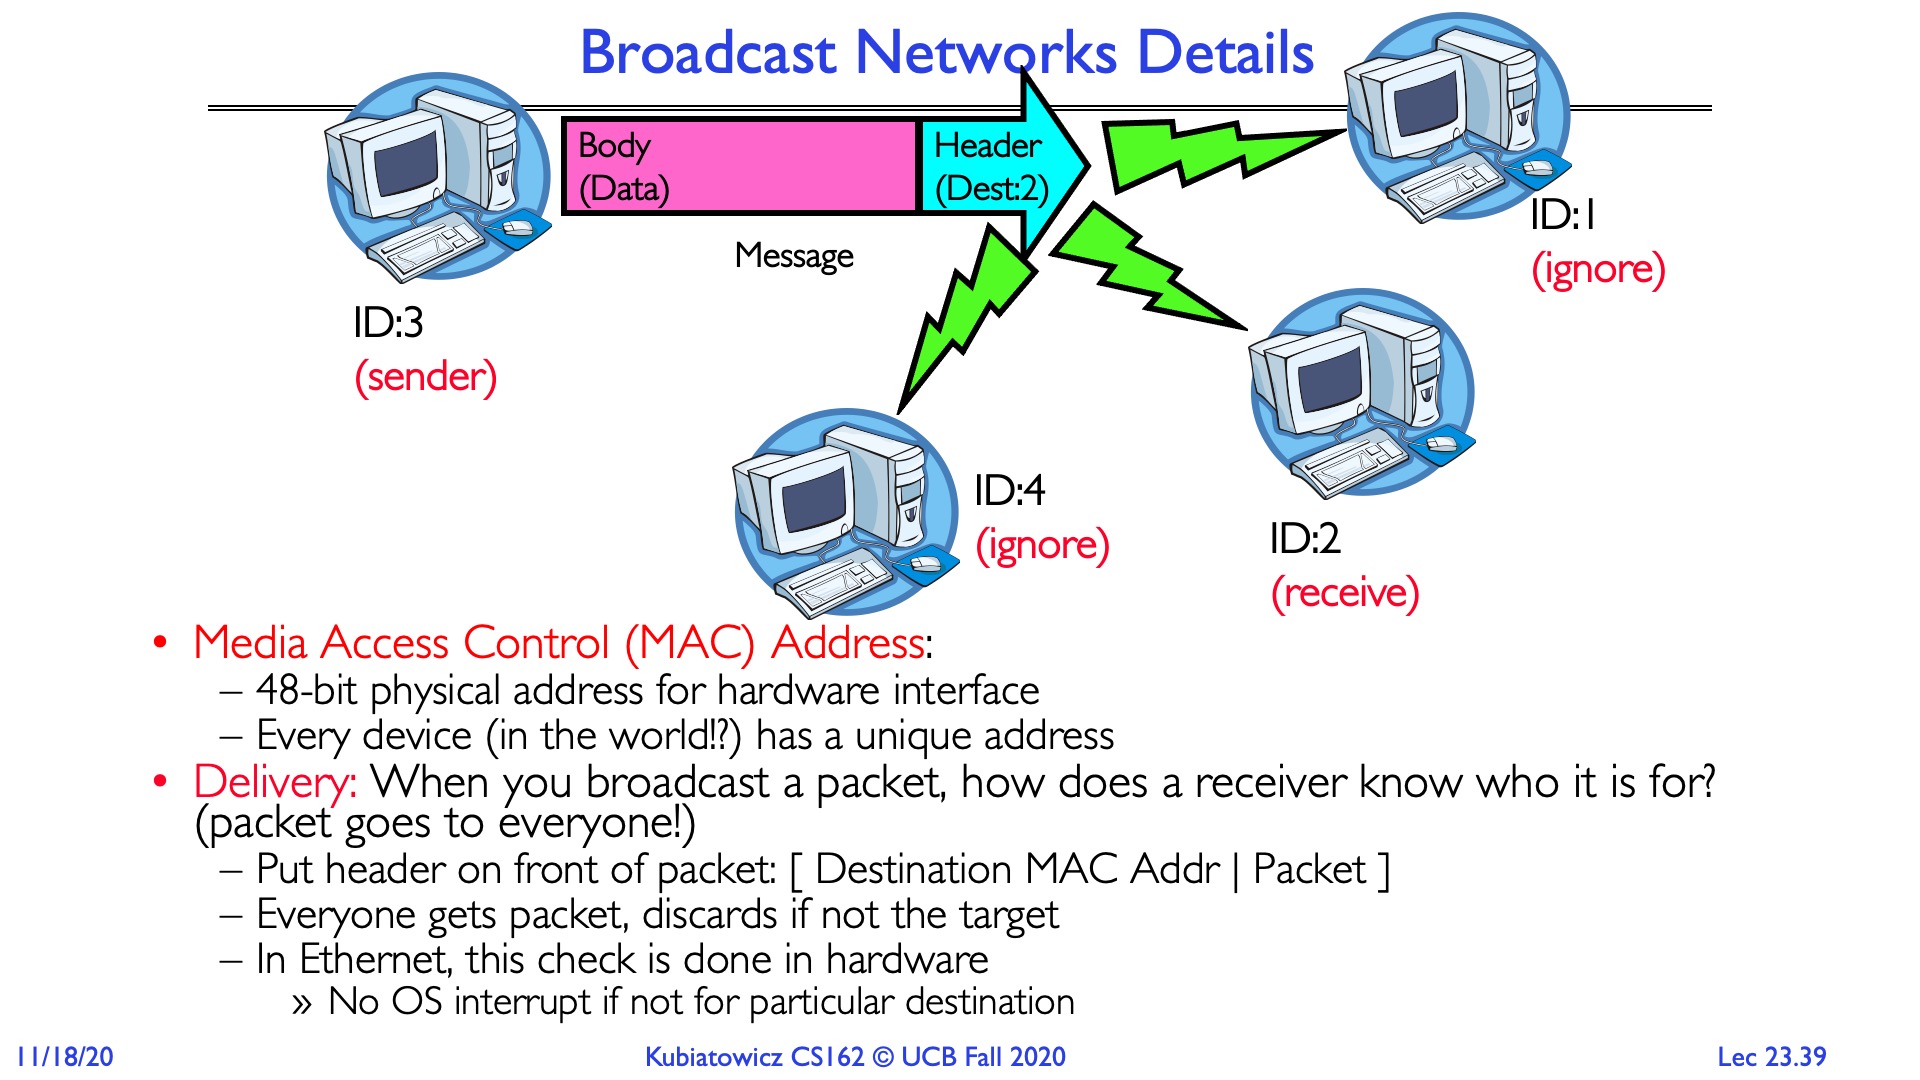 Broadcast Networks Details
Body
(Data)
Header
(Dest:2)
Message
ID:1
(ignore)
ID:3
(sender)
ID:4
(ignore)
ID:2
(receive)
• Media Access Control (MAC) Address:
– 48-bit physical address for hardware interface
– Every device (in the world!?) has a unique address
• Delivery: When you broadcast a packet, how does a receiver know who it is for?
(packet goes to everyone!)
– Put header on front of packet: [ Destination MAC Addr | Packet ]
– Everyone gets packet, discards if not the target
– In Ethernet, this check is done in hardware
» No OS interrupt if not for particular destination
11/18/20
Kubiatowicz CS162 © UCB Fall 2020
Lec 23.39